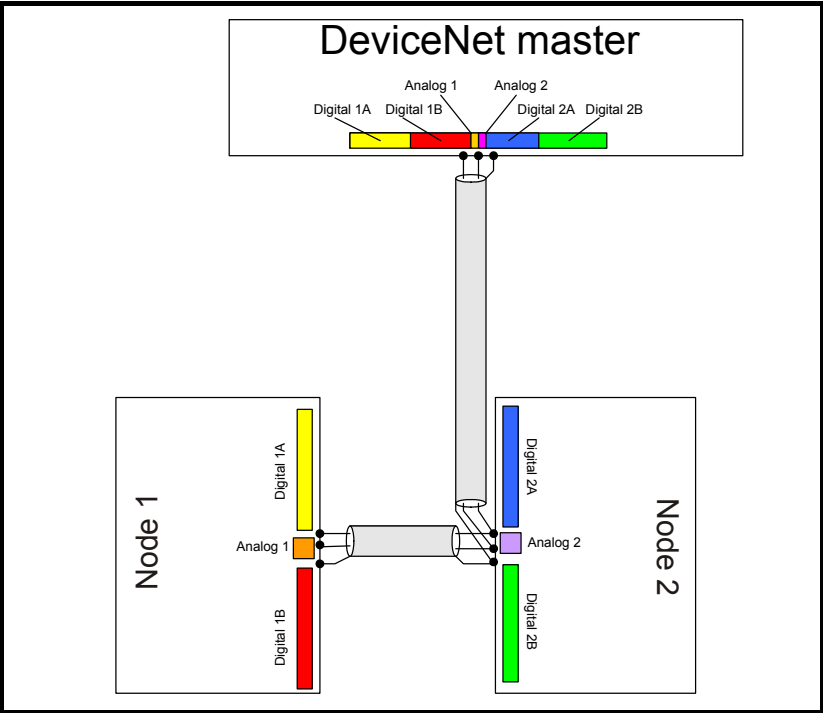 DeviceNet master
Analog 1
Analog 2
Digital 1A
Digital 1B
Digital 2A
Digital 2B
Node 1
Digital 1A
Analog 1
Digital 1B
Digital 2A
Analog 2
Digital 2B
Node 2